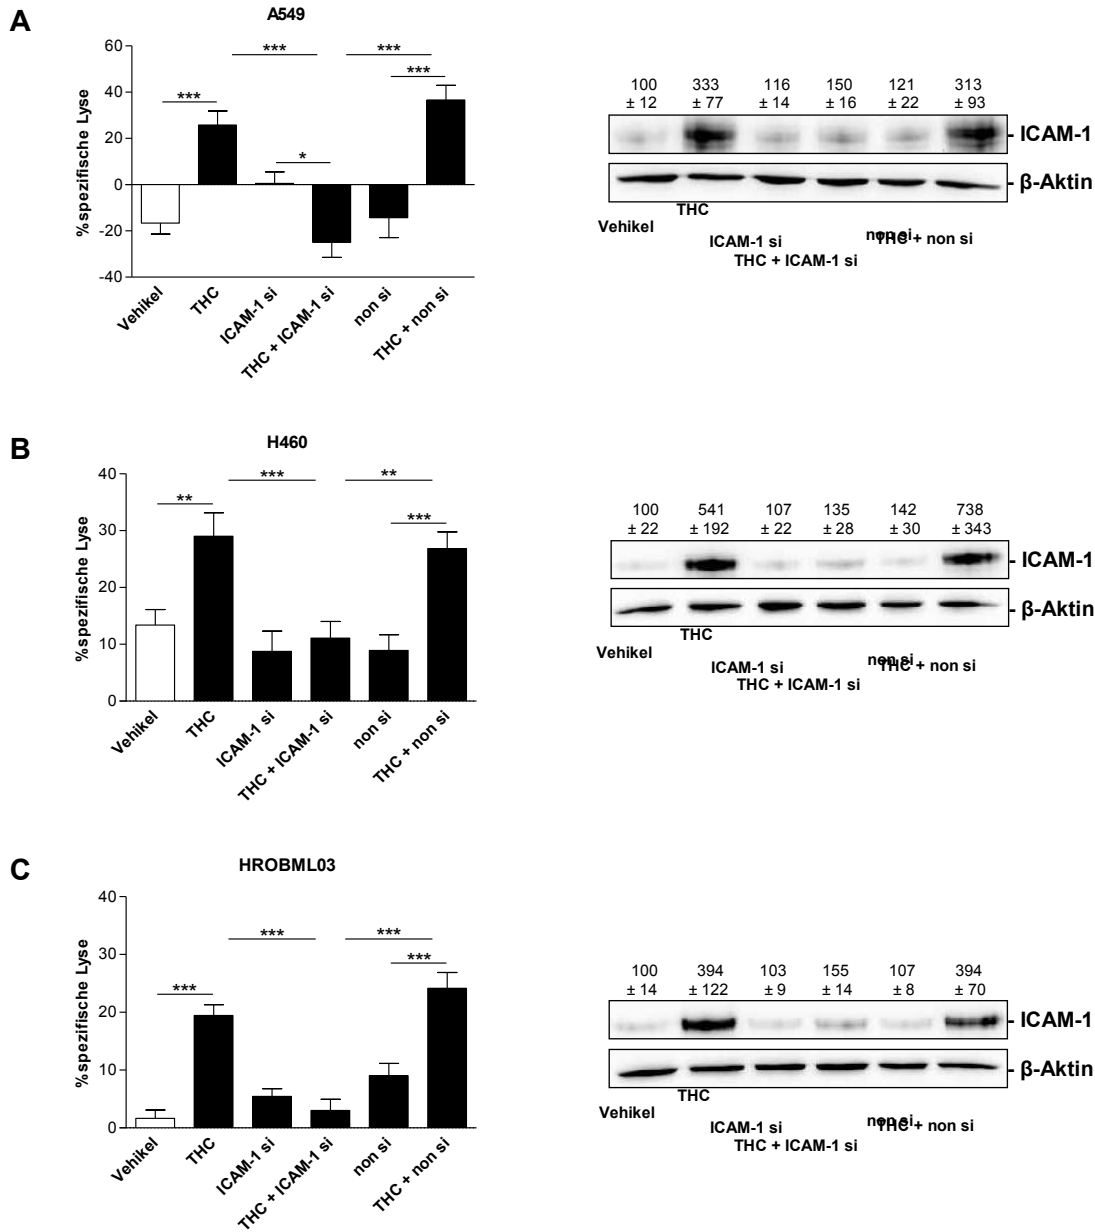 A
A549
%spezifische Lyse
60
40
20
0
-20
-40
***
***
*
***
***
Vehikel
THC
ICAM-1 si
THC + ICAM-1 si
non si
THC + non si
100 333 116 150 121 313
± 12 ± 77 ± 14 ± 16 ± 22 ± 93
- ICAM-1
- β-Aktin
Vehikel
THC
ICAM-1 si
THC + ICAM-1 si
non si
THC + non si
B
H460
%spezifische Lyse
40
30
20
10
0
**
***
**
***
Vehikel
THC
ICAM-1 si
THC + ICAM-1 si
non si
THC + non si
100 541 107 135 142 738
± 22 ± 192 ± 22 ± 28 ± 30 ± 343
- ICAM-1
- β-Aktin
Vehikel
THC
ICAM-1 si
THC + ICAM-1 si
non si
THC + non si
C
HROBML03
%spezifische Lyse
40
30
20
10
0
***
***
***
***
Vehikel
THC
ICAM-1 si
THC + ICAM-1 si
non si
THC + non si
100 394 103 155 107 394
± 14 ± 122 ± 9 ± 14 ± 8 ± 70
- ICAM-1
- β-Aktin
Vehikel
THC
ICAM-1 si
THC + ICAM-1 si
non si
THC + non si